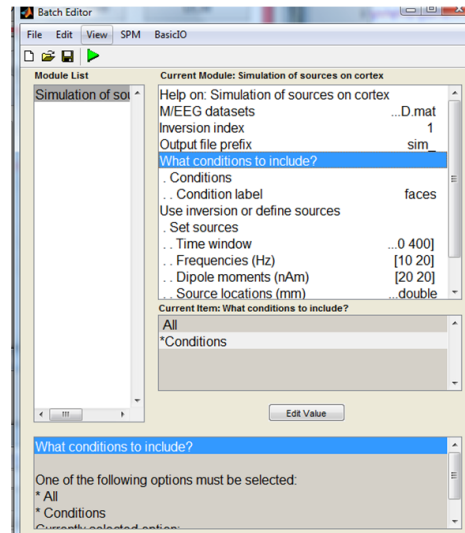 Batch Editor
File Edit View SPM BasicIO
Module List
Simulation of sou
Current Module: Simulation of sources on cortex
Help on: Simulation of sources on cortex
M/EEG datasets ...D.mat
Inversion index 1
Output file prefix sim_
What conditions to include?
. Conditions
. . Condition label faces
Use inversion or define sources
. Set sources
. . Time window ...0 400]
. . Frequencies (Hz) [10 20]
. . Dipole moments (nAm) [20 20]
. . Source locations (mm) ...double
Current Item: What conditions to include?
All
*Conditions
Edit Value
What conditions to include?
One of the following options must be selected:
* All
* Conditions
Currently selected option: